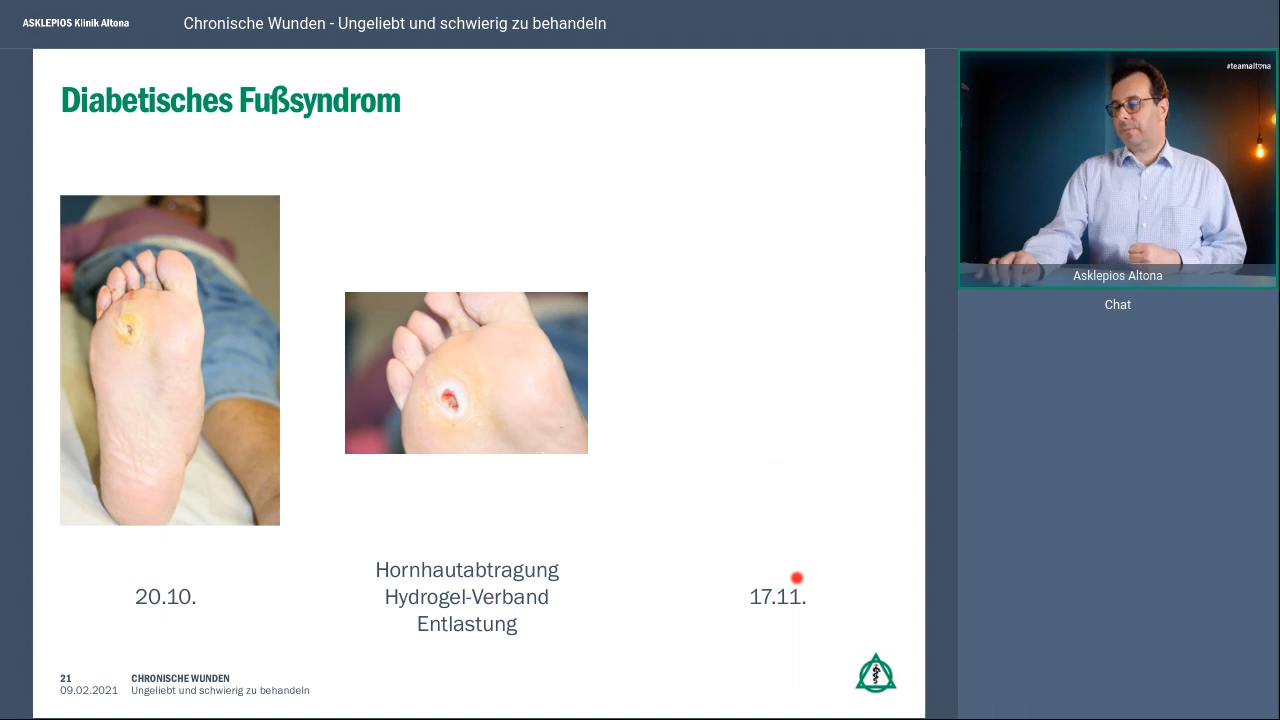 ASKLEPIOS Klinik Altona
Chronische Wunden - Ungeliebt und schwierig zu behandeln
Diabetisches Fußsyndrom
#teamaltona
Asklepios Altona
Chat
20.10.
Hornhautabtragung
Hydrogel-Verband
Entlastung
17.11.
21 CHRONISCHE WUNDEN
09.02.2021 Ungeliebt und schwierig zu behandeln